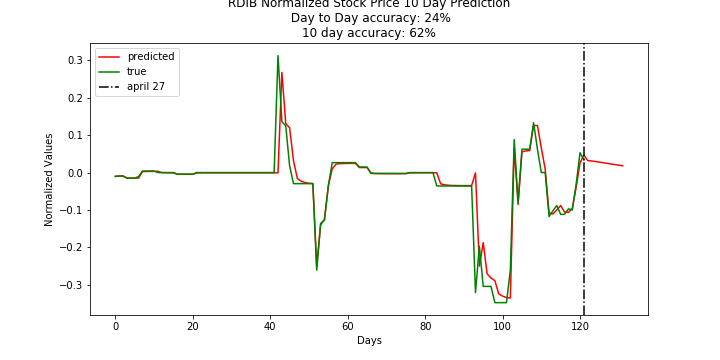 RDIB Normalized Stock Price 10 Day Prediction
Day to Day accuracy: 24%
10 day accuracy: 62%
0.3
0.2
0.1
0.0
−0.1
−0.2
−0.3
Normalized Values
predicted
true
april 27
0
20
40
60
80
100
120
Days